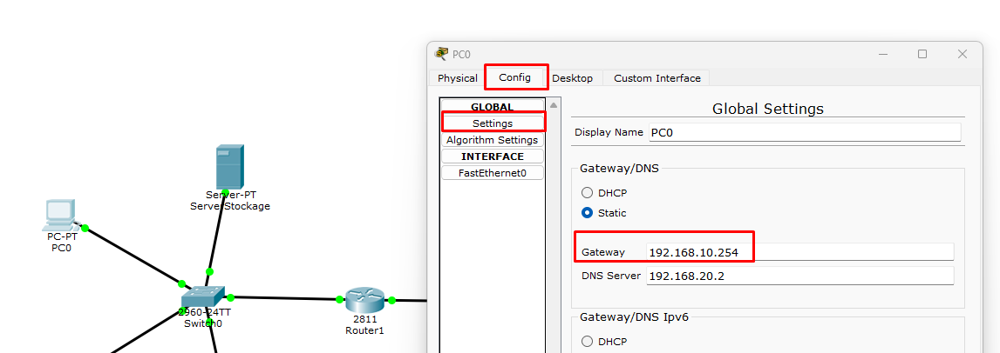 PC0
Physical Config Desktop Custom Interface
GLOBAL
Settings
Algorithm Settings
INTERFACE
FastEthernet0
Global Settings
Display Name PC0
Gateway/DNS
DHCP
Static
Gateway 192.168.10.254
DNS Server 192.168.20.2
Gateway/DNS Ipv6
DHCP
Server-PT
ServerStockage
PC-PT
PC0
2960-24TT
Switch0
2811
Router1